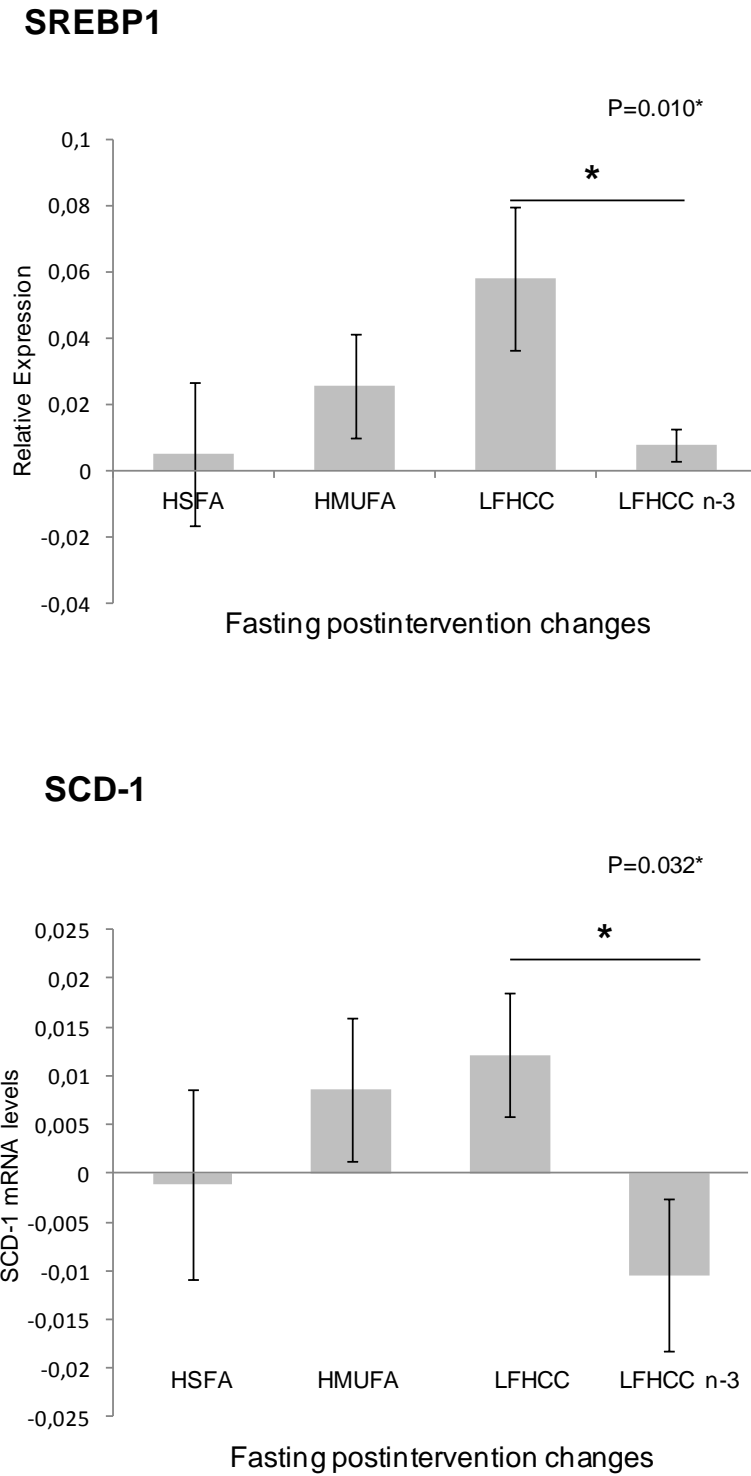 SREBP1
P=0.010*
*
0,1
0,08
0,06
0,04
0,02
0
-0,02
-0,04
Relative Expression
HSFA HMUFA LFHCC LFHCC n-3
Fasting postintervention changes
SCD-1
P=0.032*
*
0,025
0,02
0,015
0,01
0,005
0
-0,005
-0,01
-0,015
-0,02
-0,025
SCD-1 mRNA levels
HSFA HMUFA LFHCC LFHCC n-3
Fasting postintervention changes